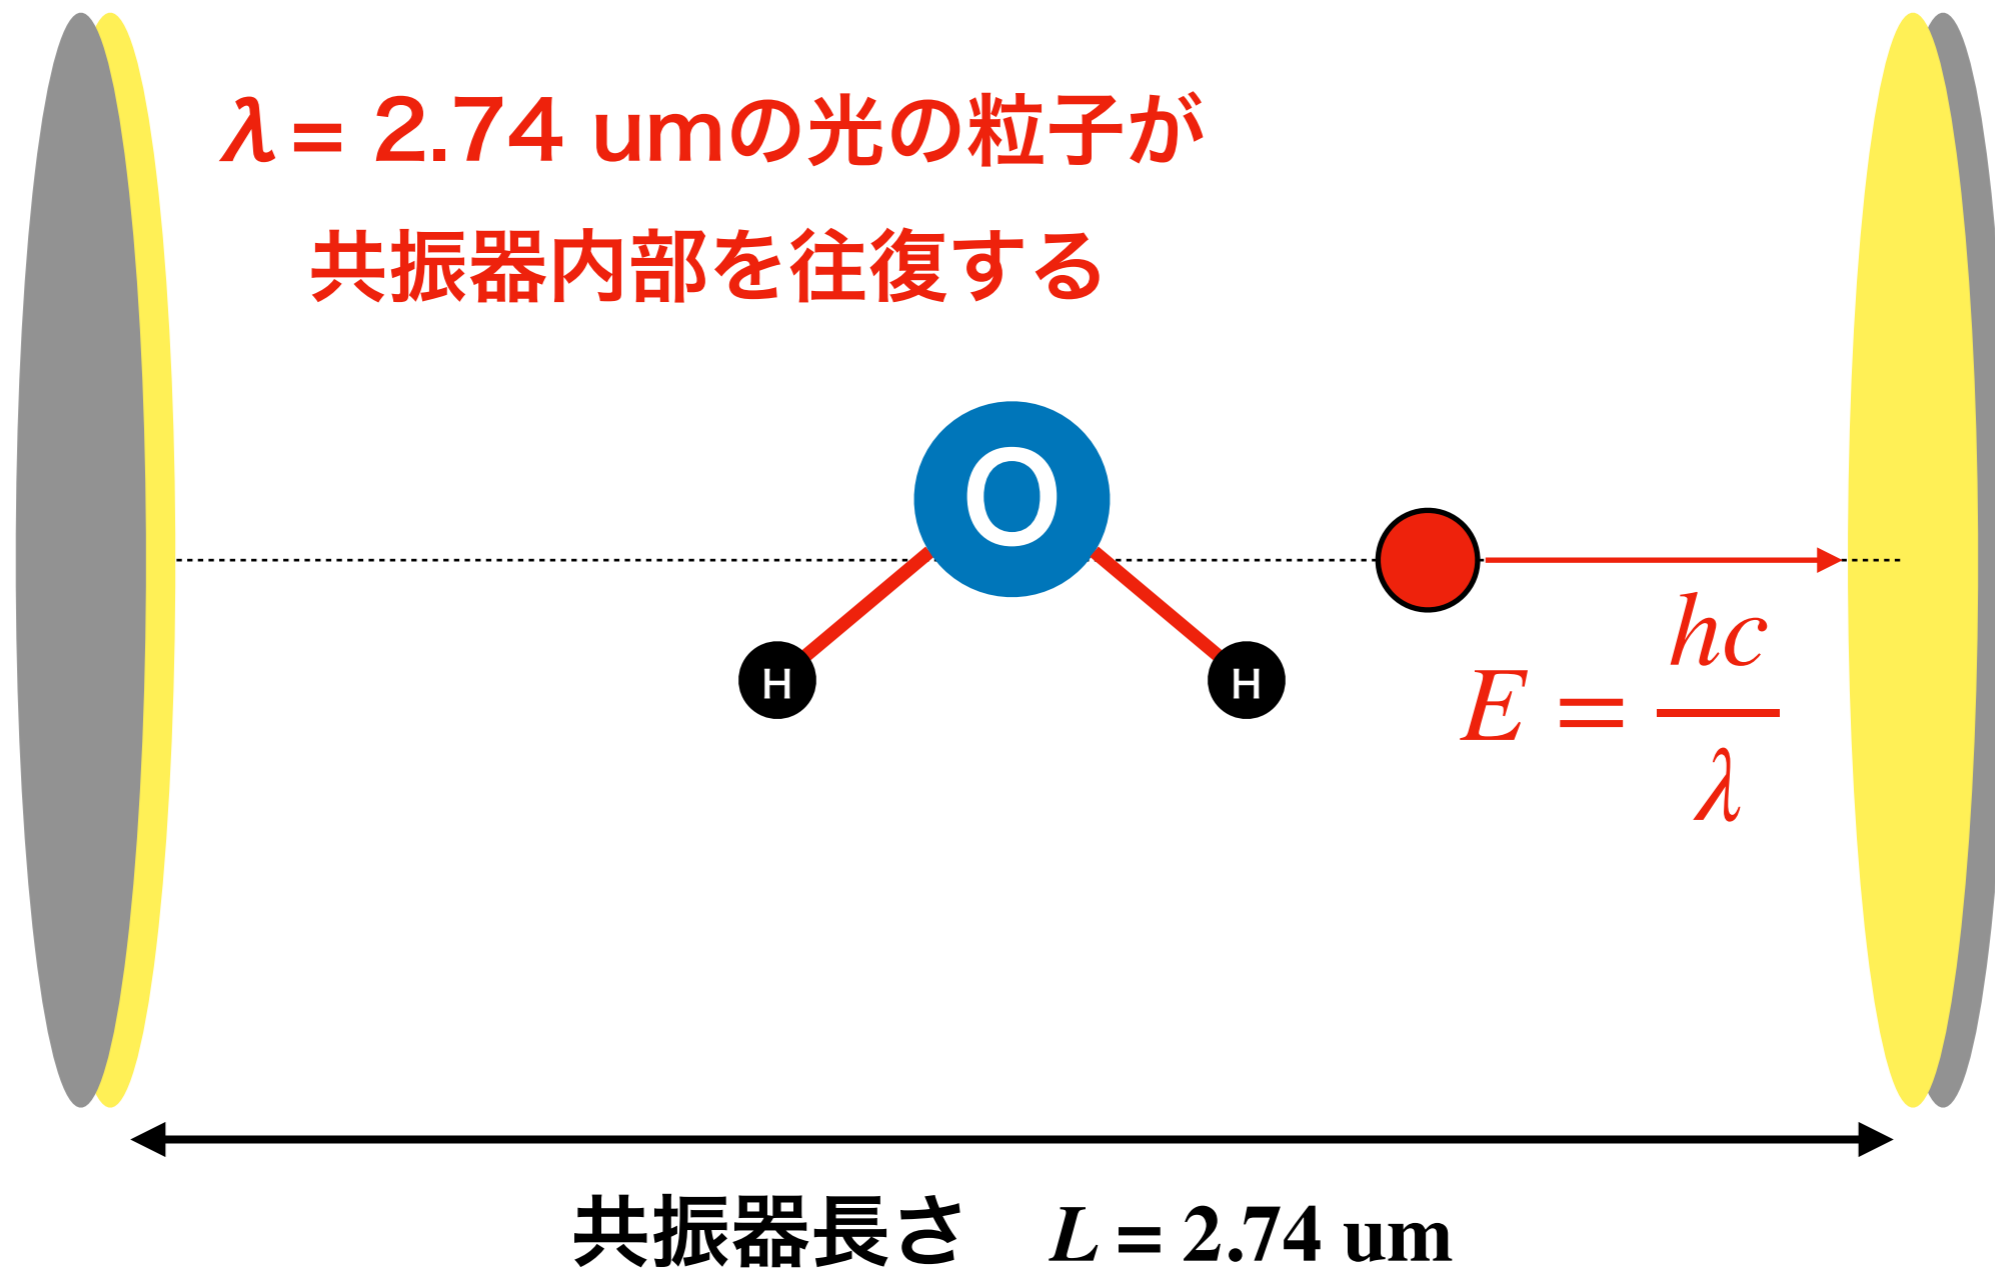 λ = 2.74 umの光の粒子が
共振器内部を往復する
O
H H
E = hc/λ
共振器長さ L = 2.74 um